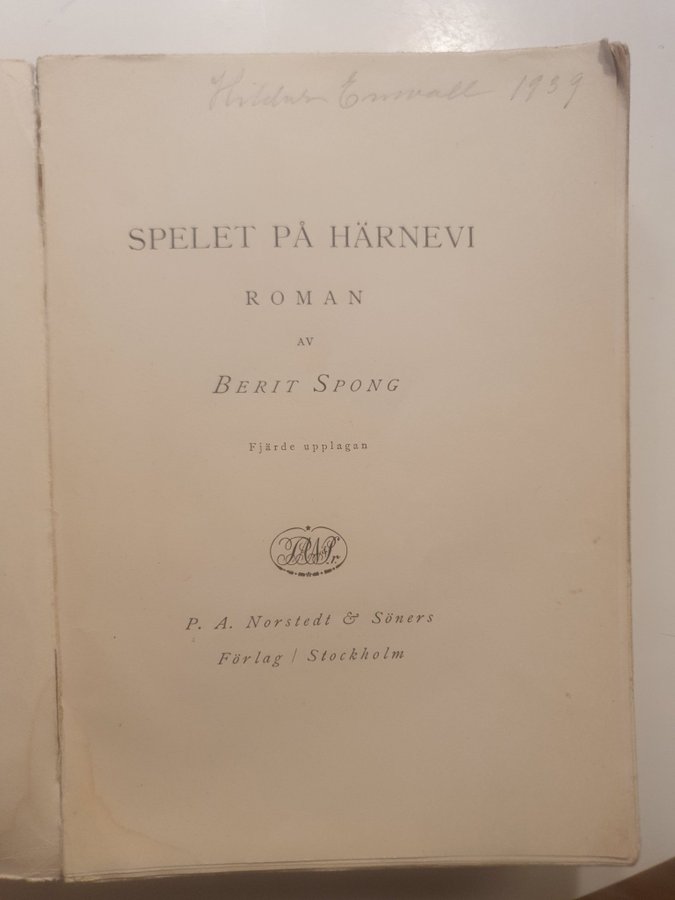 Hildur Enwall 1939
SPELET PÅ HÄRNEVI
ROMAN
AV
BERIT SPONG
Fjärde upplagan
P. A. Norstedt & Söners
Förlag / Stockholm